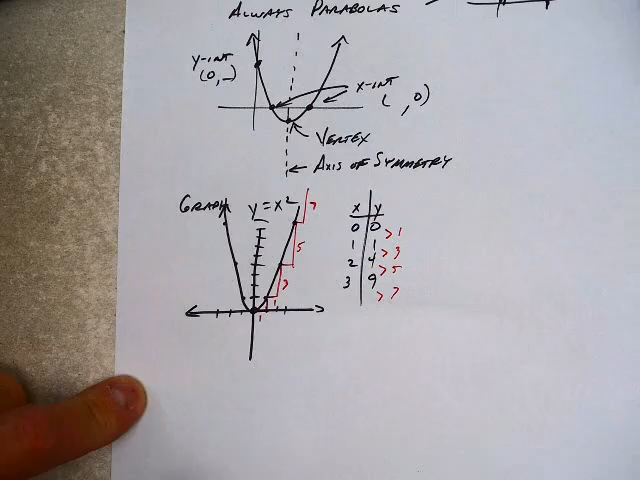 ALWAYS PARABOLAS
Y-INT
(0, _)
X-INT
( , 0)
VERTEX
AXIS OF SYMMETRY
GRAPH y = x²
7
5
3
1
1
x y
0 0
> 1
1 1
> 3
2 4
> 5
3 9
> 7